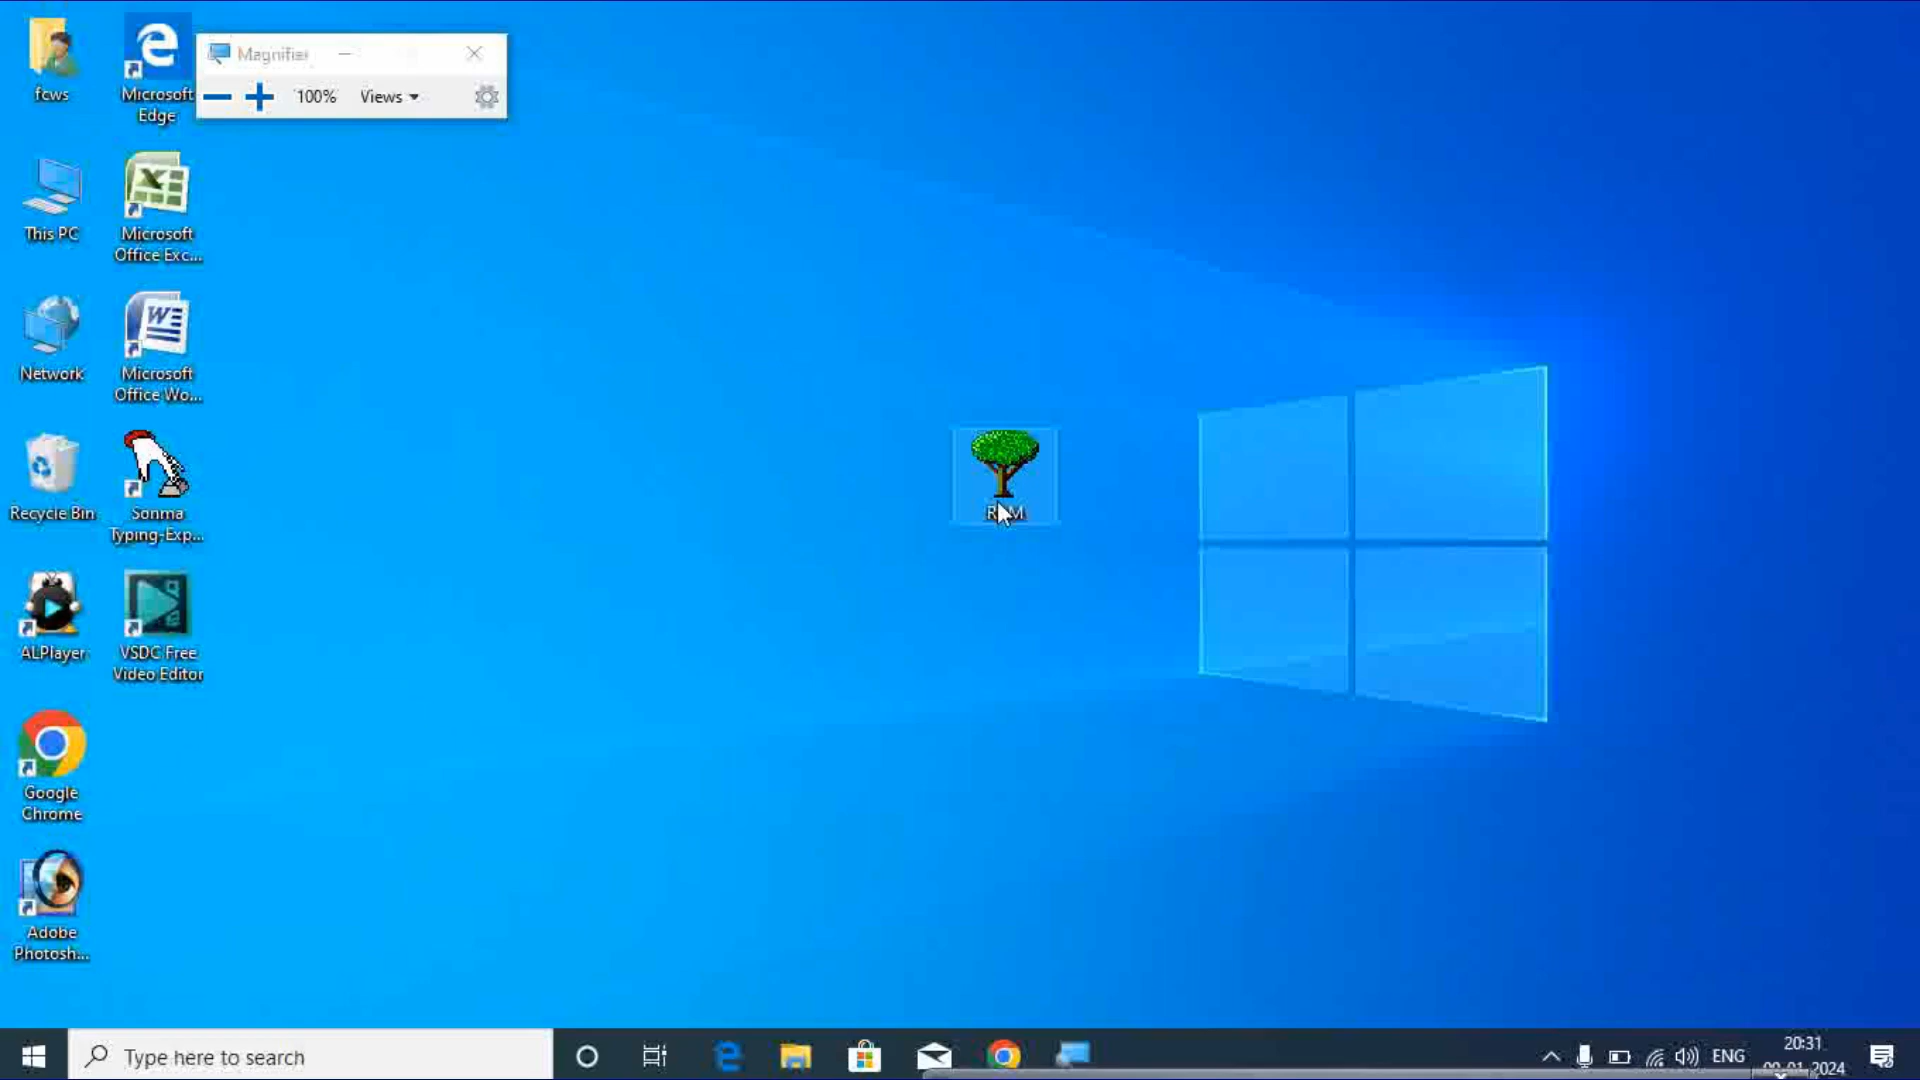 fcws
Microsoft
Edge
Magnifier
100%
Views
This PC
Microsoft
Office Exc...
Network
Microsoft
Office Wo...
Recycle Bin
Sonma
Typing-Exp...
ALPlayer
VSDC Free
Video Editor
Google
Chrome
Adobe
Photosh...
Type here to search
ENG
20:31